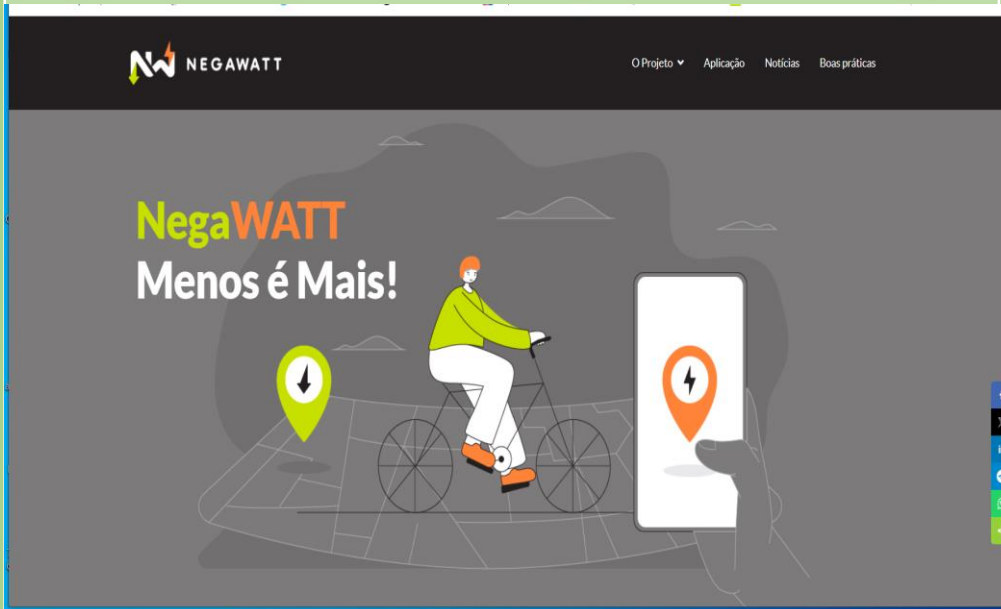 NEGAWATT
O Projeto Aplicação Notícias Boas práticas
NegaWATT
Menos é Mais!